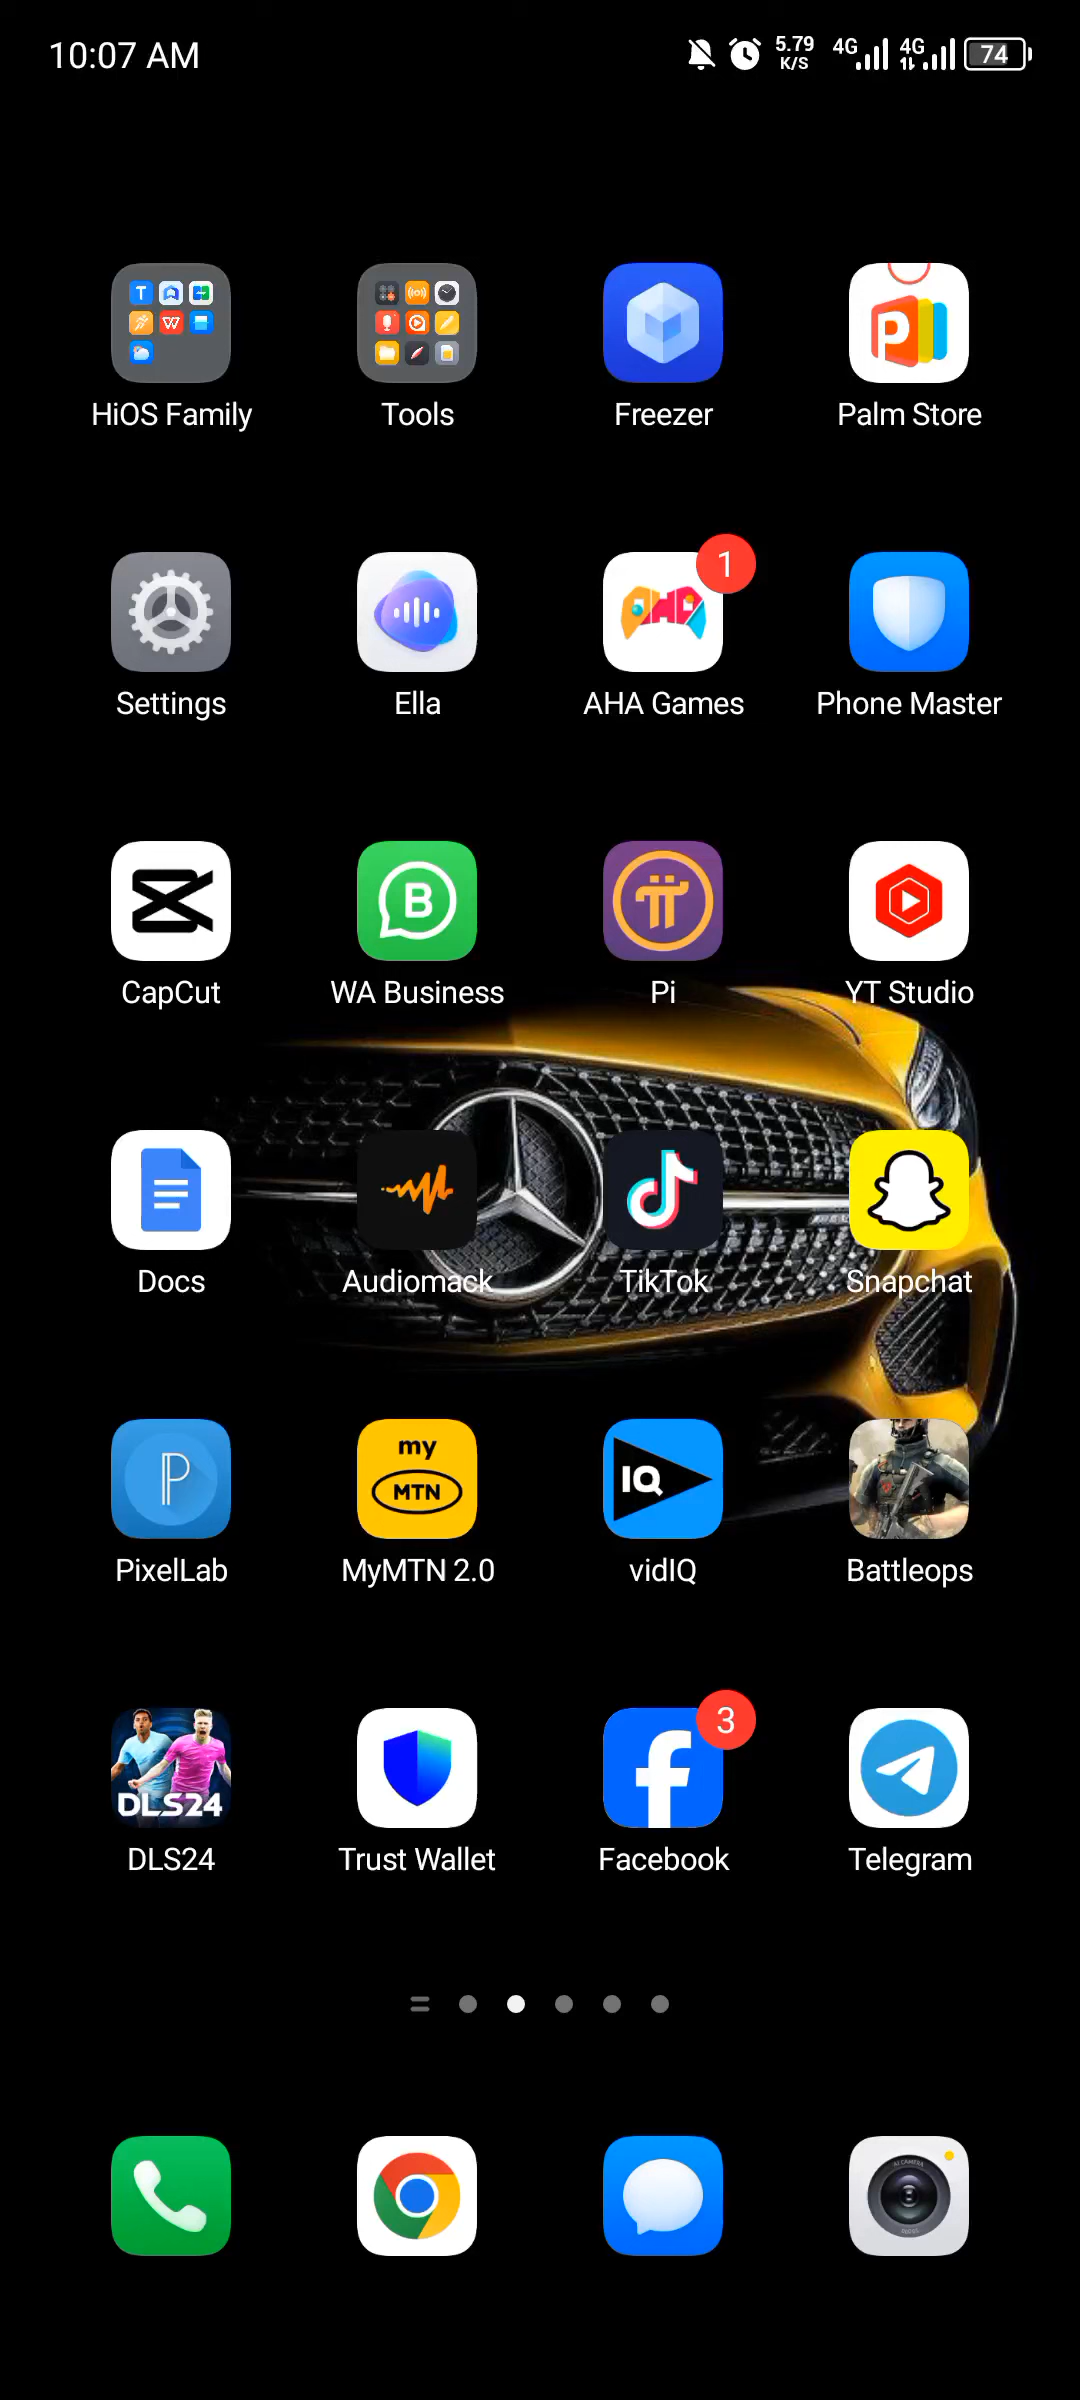 10:07 AM
5.79 K/S 4G 4G 74
HiOS Family Tools Freezer Palm Store
1
Settings Ella AHA Games Phone Master
CapCut WA Business Pi YT Studio
Docs Audiomack TikTok Snapchat
my
MTN
IQ
PixelLab MyMTN 2.0 vidIQ Battleops
3
DLS24
DLS24 Trust Wallet Facebook Telegram